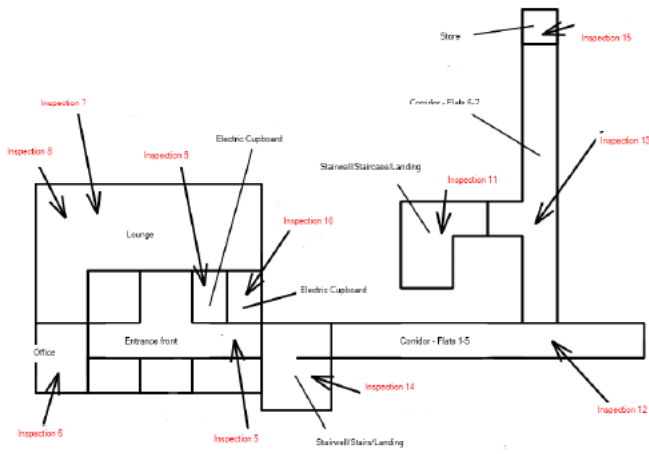 Store
Inspection 15
Inspection 7
Corridor - Flats 6-7
Electric Cupboard
Inspection 13
Inspection 8
Inspection 9
Stairwell/Staircase/Landing
Inspection 11
Inspection 10
Lounge
Electric Cupboard
Office
Entrance front
Corridor - Flats 1-5
Inspection 14
Inspection 12
Inspection 6
Inspection 5
Stairwell/Stairs/Landing